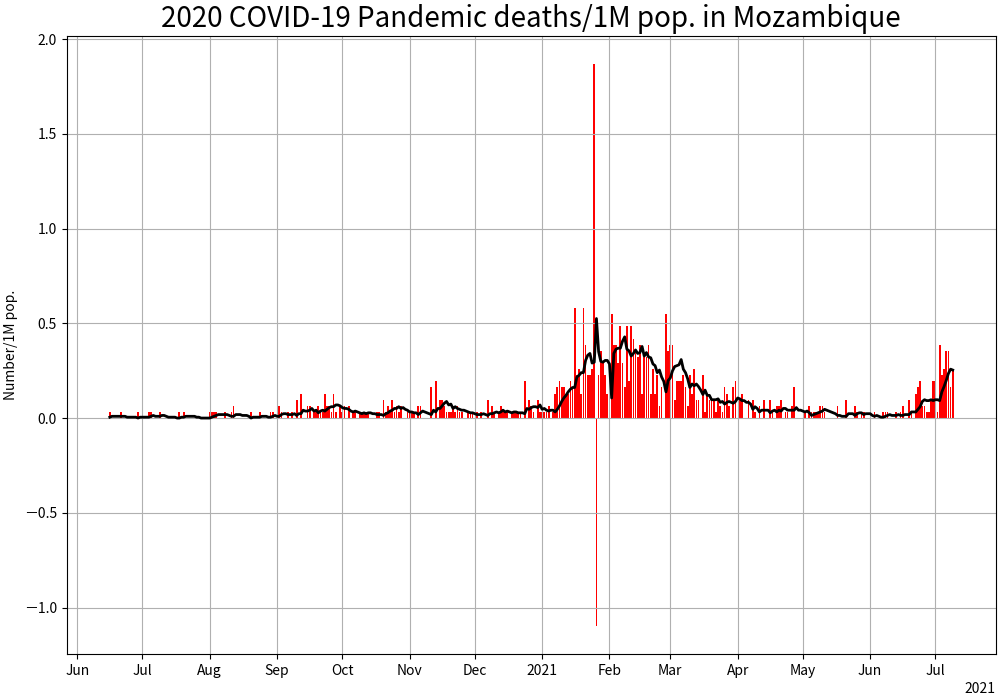 2020 COVID-19 Pandemic deaths/1M pop. in Mozambique
Number/1M pop.
2.0
1.5
1.0
0.5
0.0
−0.5
−1.0
Jun Jul Aug Sep Oct Nov Dec 2021 Feb Mar Apr May Jun Jul
2021